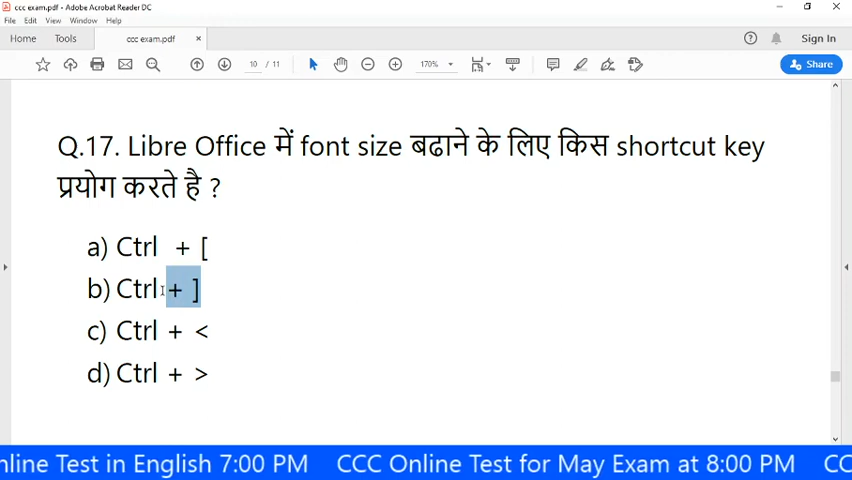 ccc exam.pdf - Adobe Acrobat Reader DC
File Edit View Window Help
Home Tools ccc exam.pdf × Sign In
10 / 11 170% Share
Q.17. Libre Office में font size बढाने के लिए किस shortcut key
प्रयोग करते है ?
a) Ctrl + [
b) Ctrl + ]
c) Ctrl + <
d) Ctrl + >
nline Test in English 7:00 PM CCC Online Test for May Exam at 8:00 PM CC